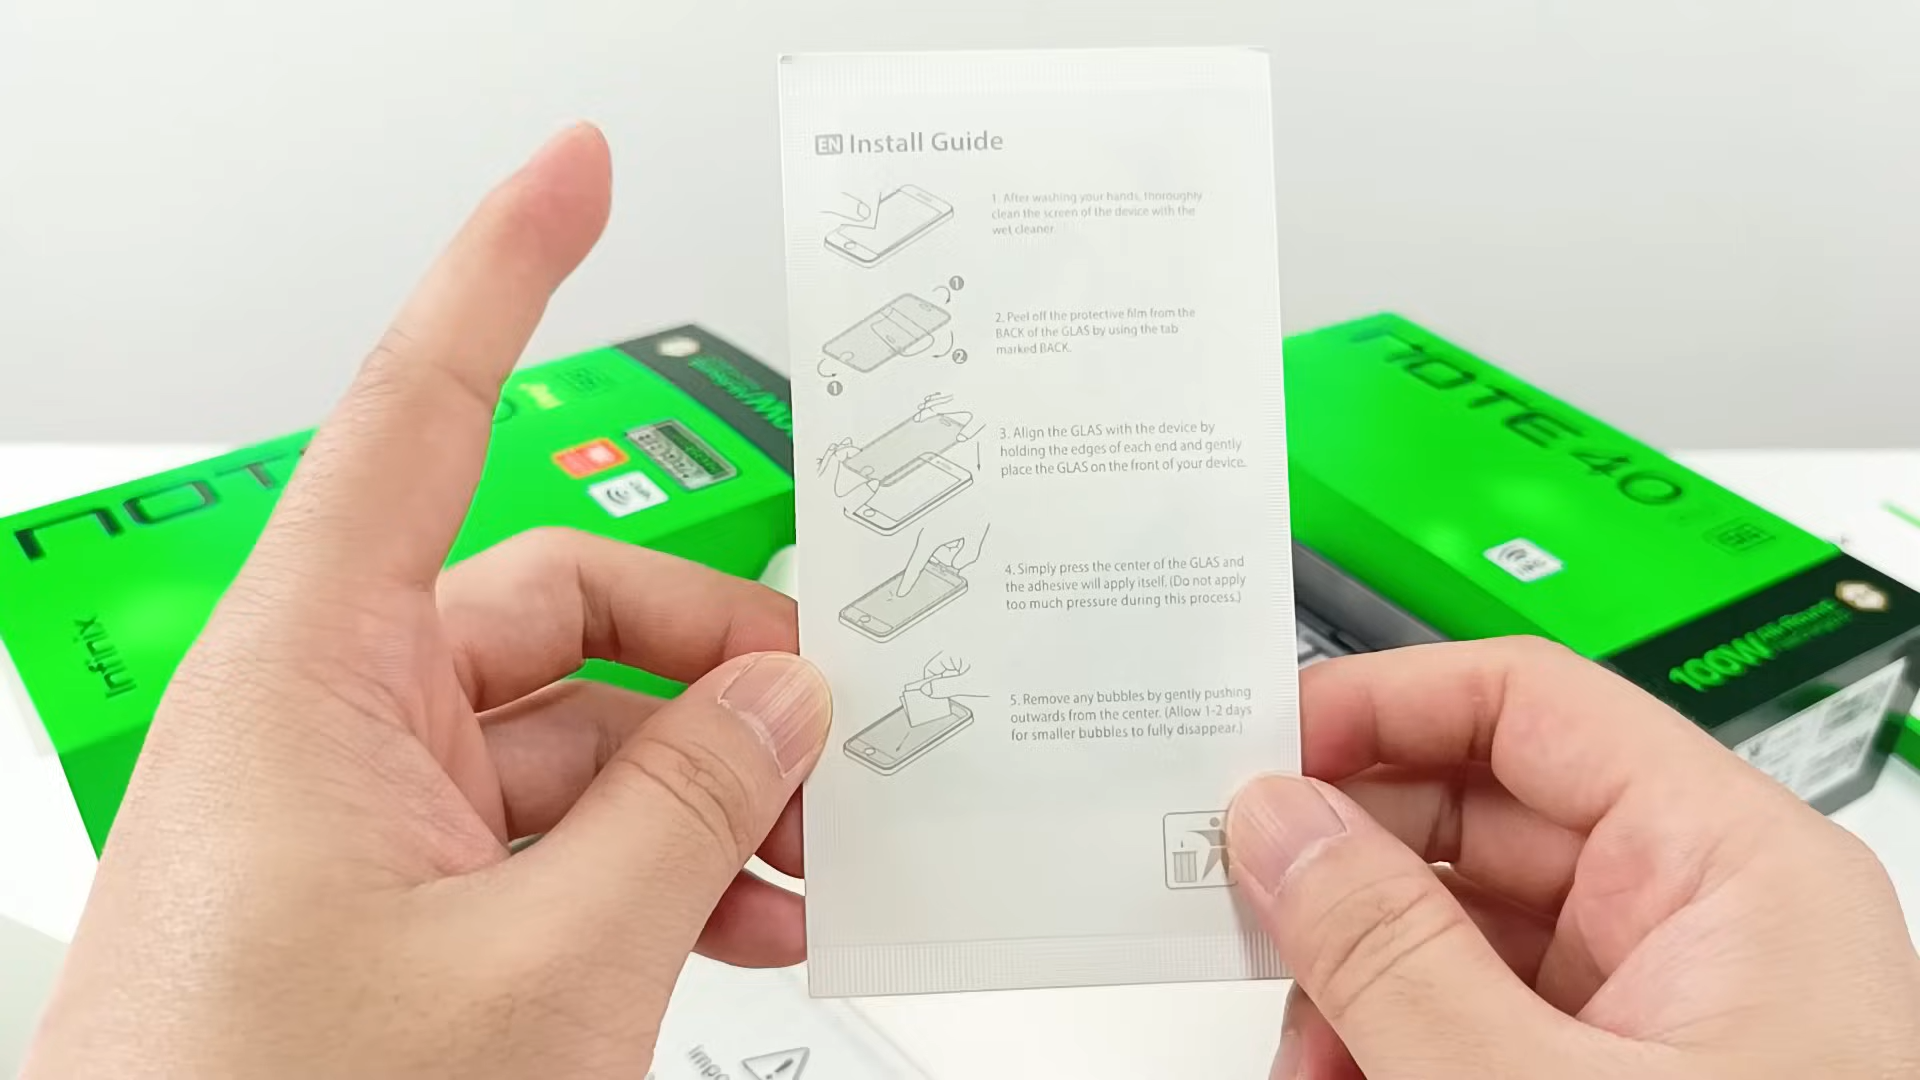 EN Install Guide
1. After washing your hands, thoroughly
clean the screen of the device with the
wet cleaner.
1
2
1
2. Peel off the protective film from the
BACK of the GLAS by using the tab
marked BACK.
3. Align the GLAS with the device by
holding the edges of each end and gently
place the GLAS on the front of your device.
4. Simply press the center of the GLAS and
the adhesive will apply itself. (Do not apply
too much pressure during this process.)
5. Remove any bubbles by gently pushing
outwards from the center. (Allow 1-2 days
for smaller bubbles to fully disappear.)
NOT
Infinix
NOTE 40
100W
Impo